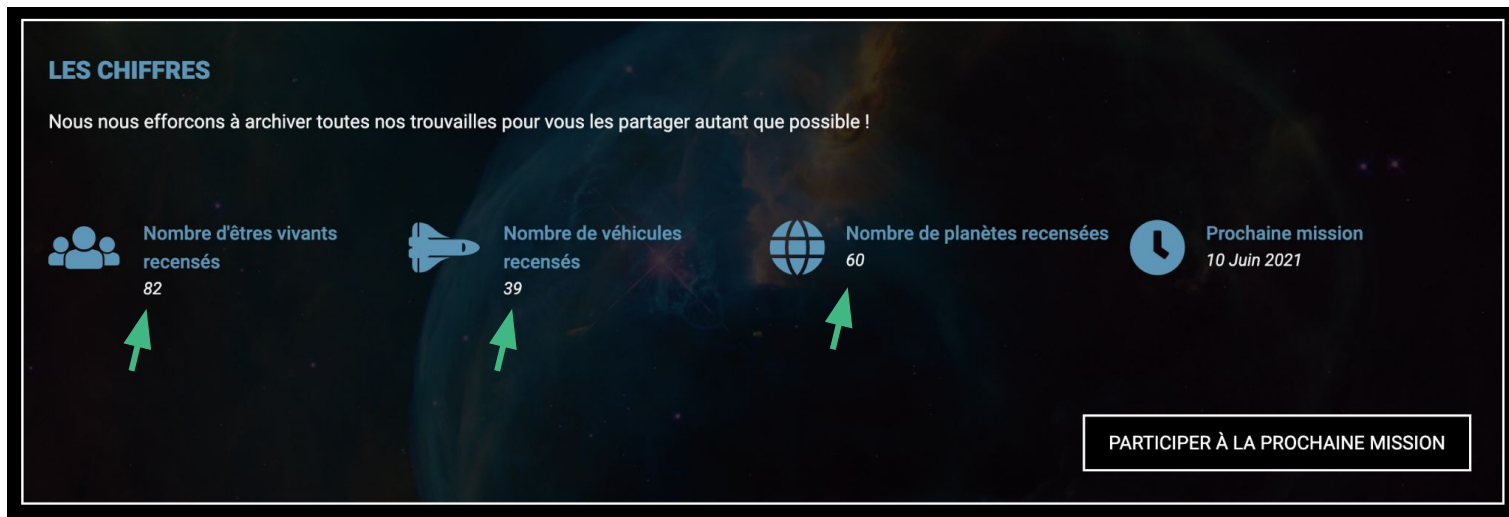 LES CHIFFRES
Nous nous efforcons à archiver toutes nos trouvailles pour vous les partager autant que possible !
Nombre d'êtres vivants
recensés
82
Nombre de véhicules
recensés
39
Nombre de planètes recensées
60
Prochaine mission
10 Juin 2021
PARTICIPER À LA PROCHAINE MISSION